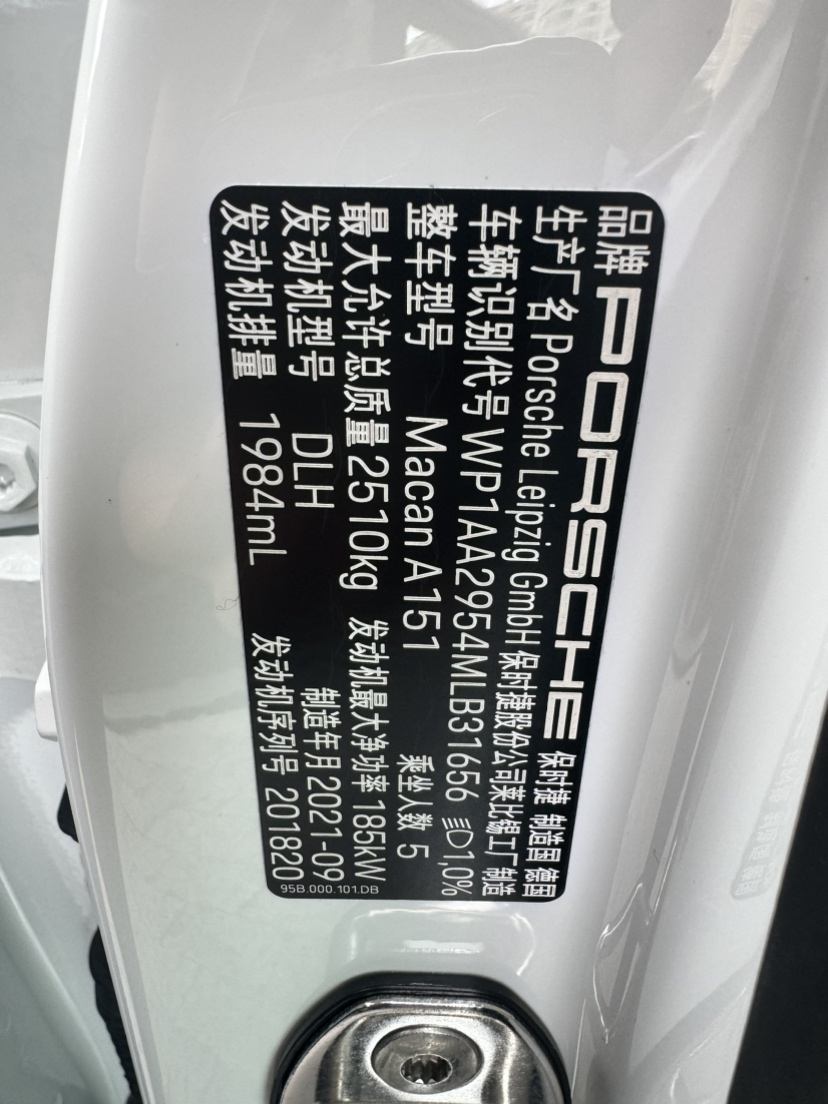 品牌 PORSCHE 保时捷 制造国 德国
生产厂名 Porsche Leipzig GmbH 保时捷股份公司莱比锡工厂制造
车辆识别代号 WP1AA2954MLB31656 1,0%
整车型号 Macan A151 乘坐人数 5
最大允许总质量 2510kg 发动机最大净功率 185kW
发动机型号 DLH 制造年月 2021-09
发动机排量 1984mL 发动机序列号 201820
95B.000.101.DB